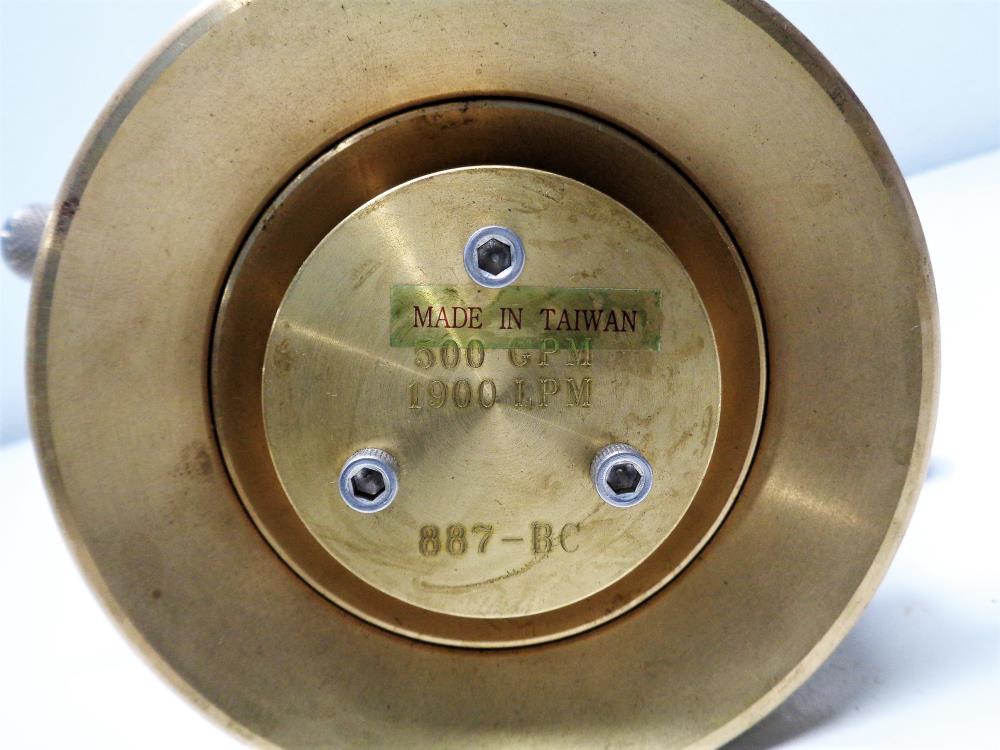 MADE IN TAIWAN
500 GPM
1900 LPM
887-BC